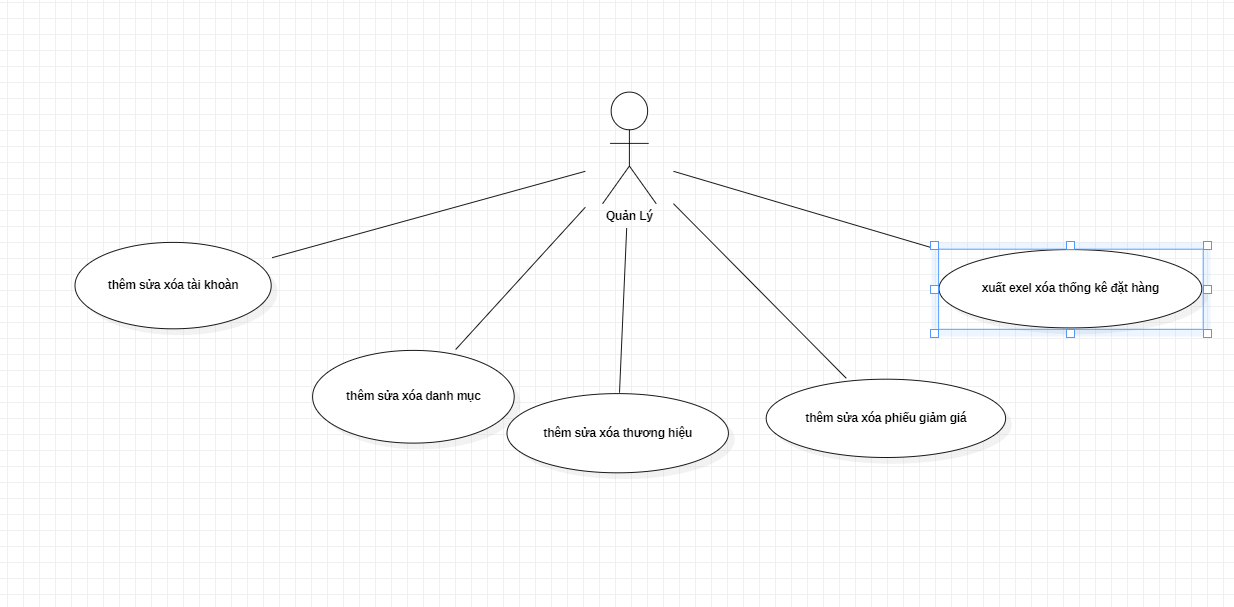 Quản Lý
thêm sửa xóa tài khoản
xuất exel xóa thống kê đặt hàng
thêm sửa xóa danh mục
thêm sửa xóa thương hiệu
thêm sửa xóa phiếu giảm giá